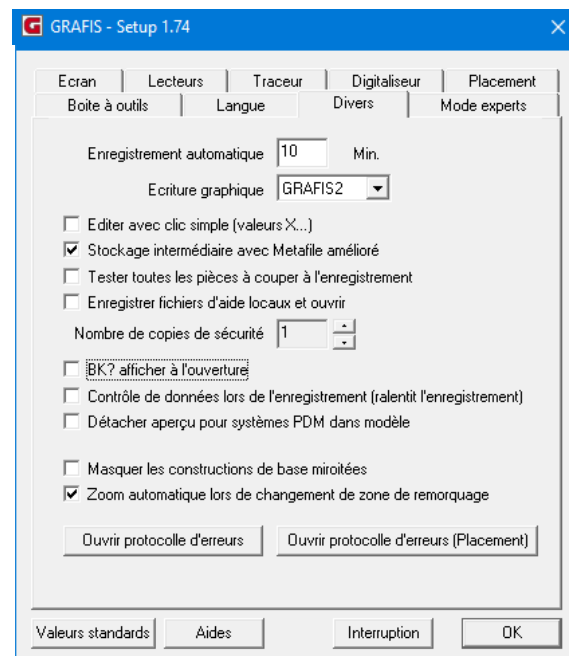 GRAFIS - Setup 1.74
Ecran Lecteurs Traceur Digitaliseur Placement
Boite à outils Langue Divers Mode experts
Enregistrement automatique 10 Min.
Ecriture graphique GRAFIS2
Editer avec clic simple (valeurs X...)
Stockage intermédiaire avec Metafile amélioré
Tester toutes les pièces à couper à l'enregistrement
Enregistrer fichiers d'aide locaux et ouvrir
Nombre de copies de sécurité 1
BK? afficher à l'ouverture
Contrôle de données lors de l'enregistrement (ralentit l'enregistrement)
Détacher aperçu pour systèmes PDM dans modèle
Masquer les constructions de base miroitées
Zoom automatique lors de changement de zone de remorquage
Ouvrir protocolle d'erreurs Ouvrir protocolle d'erreurs (Placement)
Valeurs standards Aides Interruption OK